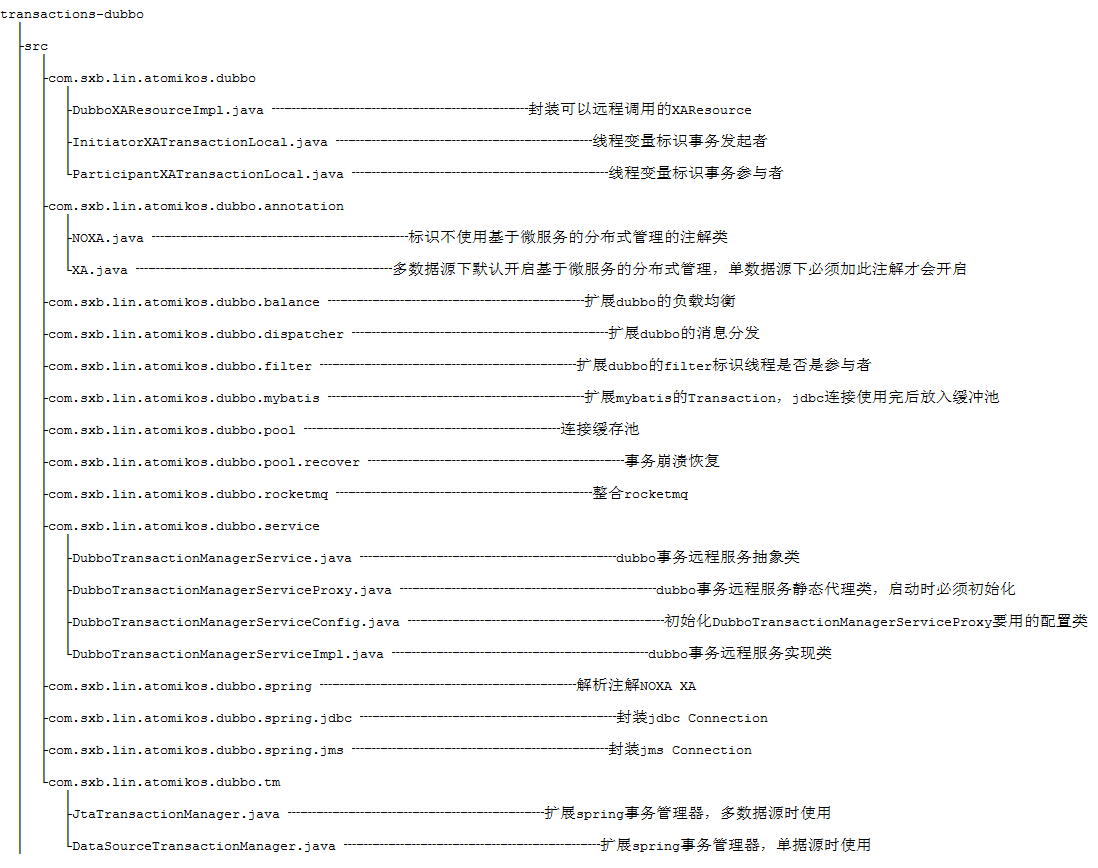 transactions-dubbo
src
com.sxb.lin.atomikos.dubbo
DubboXAResourceImpl.java 封装可以远程调用的XAResource
InitiatorXATransactionLocal.java 线程变量标识事务发起者
ParticipantXATransactionLocal.java 线程变量标识事务参与者
com.sxb.lin.atomikos.dubbo.annotation
NOXA.java 标识不使用基于微服务的分布式管理的注解类
XA.java 多数据源下默认开启基于微服务的分布式管理，单数据源下必须加此注解才会开启
com.sxb.lin.atomikos.dubbo.balance 扩展dubbo的负载均衡
com.sxb.lin.atomikos.dubbo.dispatcher 扩展dubbo的消息分发
com.sxb.lin.atomikos.dubbo.filter 扩展dubbo的filter标识线程是否是参与者
com.sxb.lin.atomikos.dubbo.mybatis 扩展mybatis的Transaction，jdbc连接使用完后放入缓冲池
com.sxb.lin.atomikos.dubbo.pool 连接缓存池
com.sxb.lin.atomikos.dubbo.pool.recover 事务崩溃恢复
com.sxb.lin.atomikos.dubbo.rocketmq 整合rocketmq
com.sxb.lin.atomikos.dubbo.service
DubboTransactionManagerService.java dubbo事务远程服务抽象类
DubboTransactionManagerServiceProxy.java dubbo事务远程服务静态代理类，启动时必须初始化
DubboTransactionManagerServiceConfig.java 初始化DubboTransactionManagerServiceProxy要用的配置类
DubboTransactionManagerServiceImpl.java dubbo事务远程服务实现类
com.sxb.lin.atomikos.dubbo.spring 解析注解NOXA XA
com.sxb.lin.atomikos.dubbo.spring.jdbc 封装jdbc Connection
com.sxb.lin.atomikos.dubbo.spring.jms 封装jms Connection
com.sxb.lin.atomikos.dubbo.tm
JtaTransactionManager.java 扩展spring事务管理器，多数据源时使用
DataSourceTransactionManager.java 扩展spring事务管理器，单据源时使用